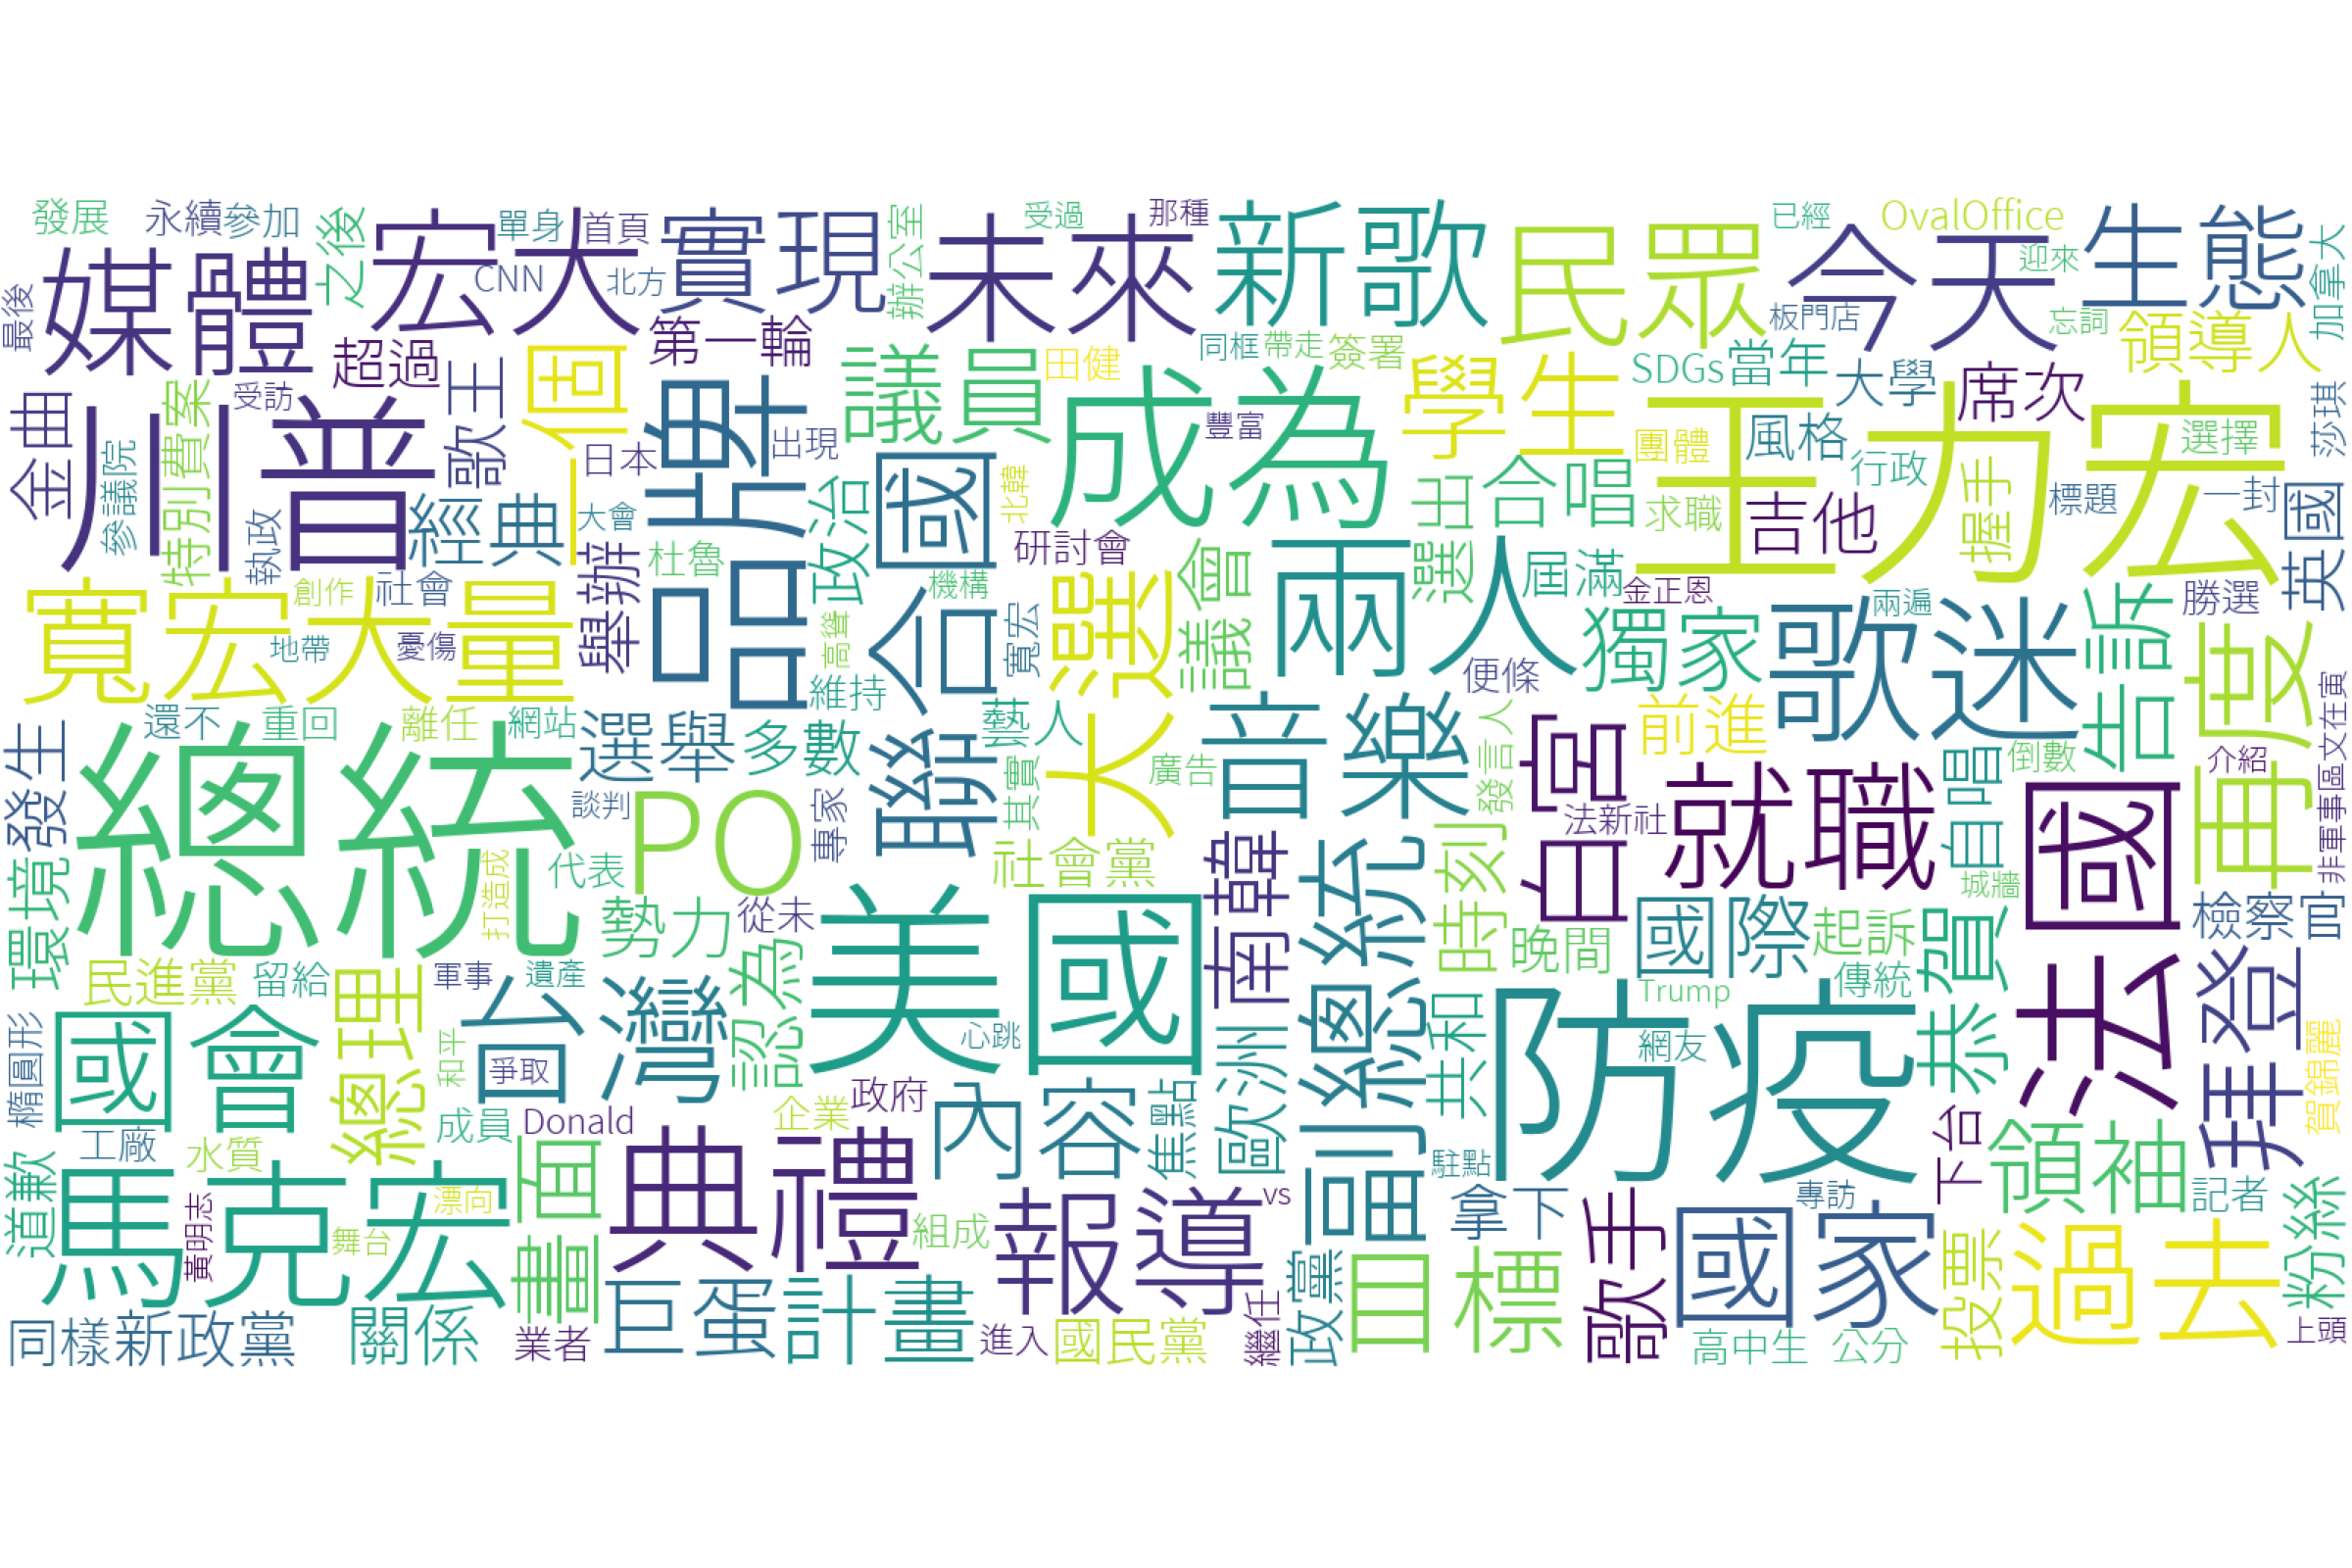 發展
永續
參加
之後
宏大
單身
首頁
實現
辦公室
未來
受過
那種
新歌
民眾
已經
OvalOffice
今天
迎來
生態
加拿大
最後
媒體
CNN
北方
超過
第一輪
一個
歌王
受訪
金曲
特別費案
參議院
川普
執政
經典
品牌
日本
出現
議員
田健
同框
帶走
簽署
豐富
板門店
忘詞
領導人
SDGs
當年
大學
席次
莎琪
選擇
學生
團體
風格
行政
成為
王力宏
合唱
選出
求職
吉他
握手
標題
一封
英國
政治
聯合國
北韓
研討會
大會
舉辦
杜魯
機構
大選
議會
兩人
屆滿
金正恩
兩遍
勝選
寬宏大量
創作
社會
地帶
憂傷
高聳
寬宏
維持
獨家
便條
歌迷
告訴
再度
非軍事區
文在寅
發生
還不
重回
離任
網站
選舉
多數
藝人
其實
音樂
廣告
發言人
白宮
前進
就職
自唱
倒數
介紹
法國
總統
談判
PO
專家
社會黨
南韓
副總統
時刻
法新社
城牆
環境
打造成
代表
勢力
從未
美國
晚間
國際
起訴
恭賀
檢察官
民進黨
留給
總理
軍事
遺產
台灣
認為
心跳
歐洲
共和
防疫
Trump
傳統
網友
拜登
賀錦麗
橢圓形
國會
和平
爭取
成員
Donald
企業
政府
內容
焦點
工廠
水質
道歉
馬克宏
黃明志
漂向
舞台
畫面
典禮
組成
報導
vs
駐點
拿下
歌手
專訪
國家
下台
領袖
記者
粉絲
同樣
新政黨
關係
業者
巨蛋
計畫
進入
國民黨
繼任
政黨
目標
高中生
公分
投票
過去
上頭